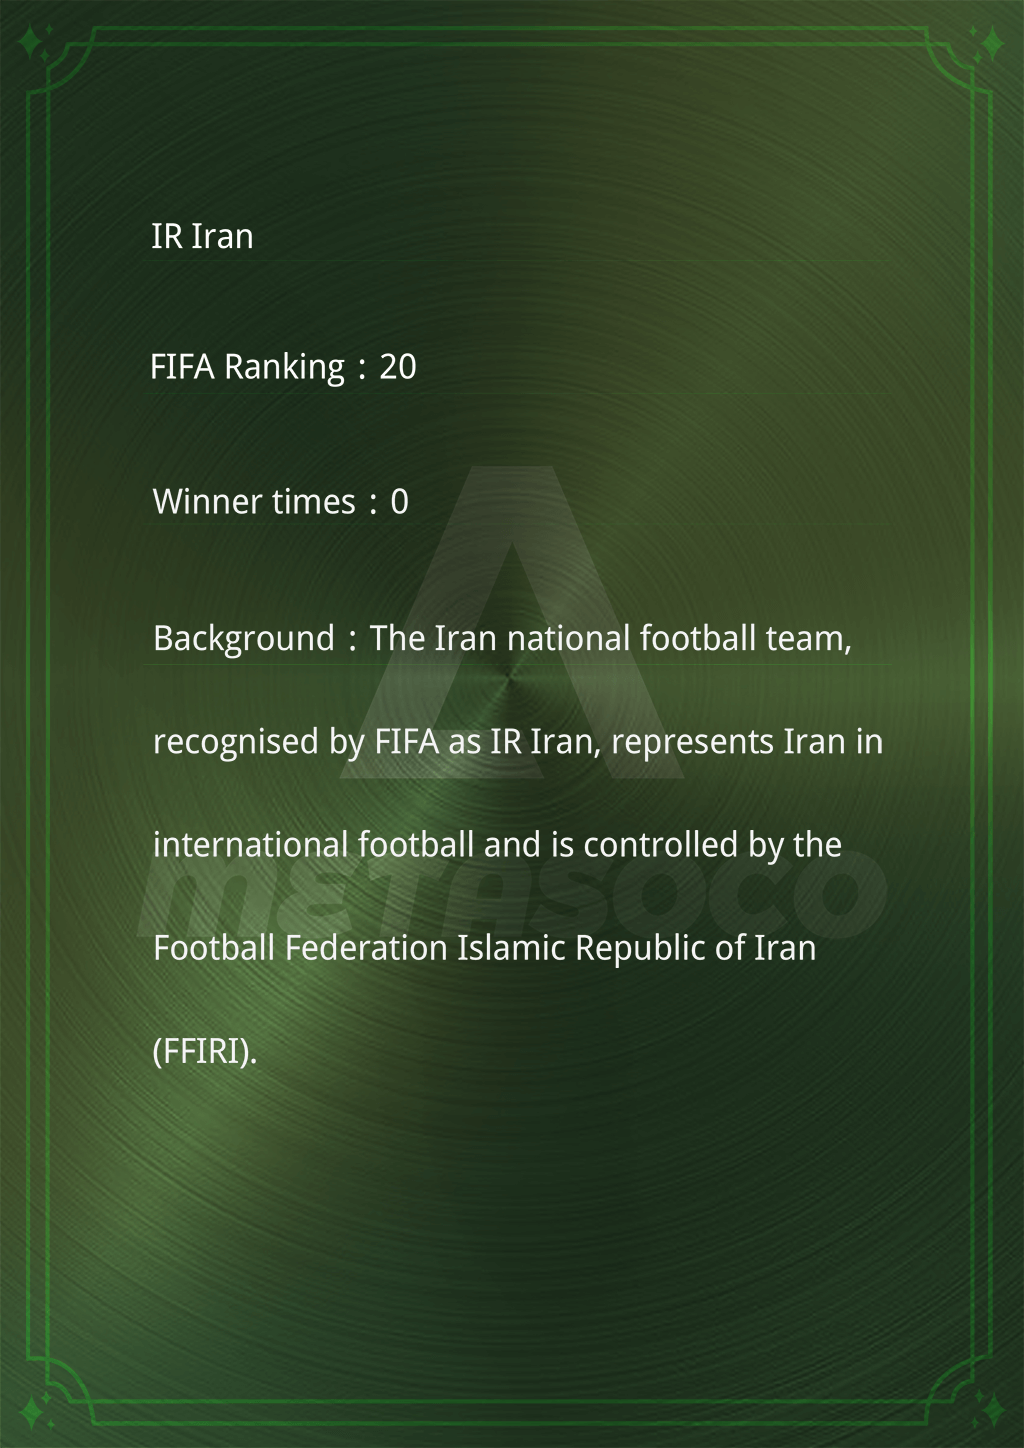 IR Iran
FIFA Ranking：20
Winner times：0
Background：The Iran national football team,
recognised by FIFA as IR Iran, represents Iran in
international football and is controlled by the
Football Federation Islamic Republic of Iran
(FFIRI).
A
METASOCO